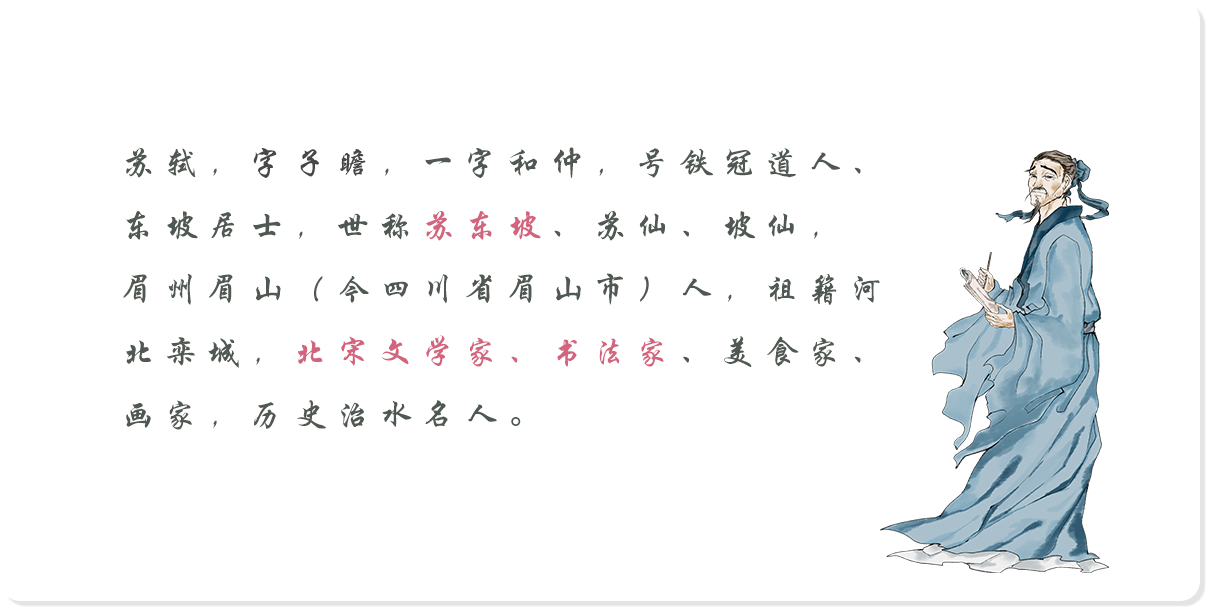 苏轼，字子瞻，一字和仲，号铁冠道人、
东坡居士，世称苏东坡、苏仙、坡仙，
眉州眉山（今四川省眉山市）人，祖籍河
北栾城，北宋文学家、书法家、美食家、
画家，历史治水名人。